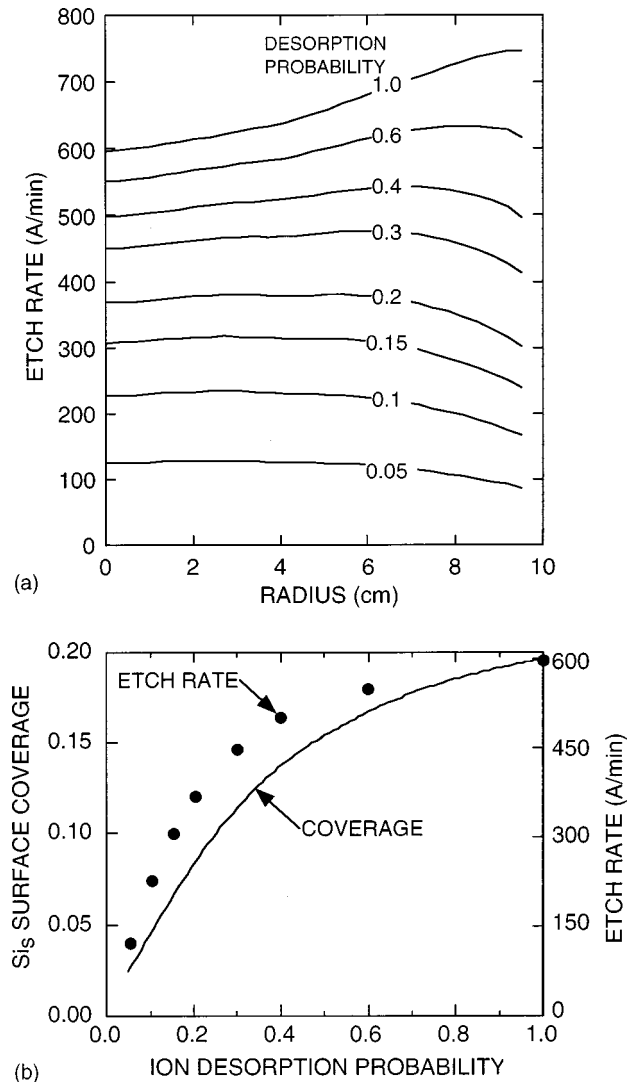 800
DESORPTION
PROBABILITY
700
1.0
600
0.6
500
0.4
0.3
400
0.2
300
0.15
200
0.1
100
0.05
0
ETCH RATE (A/min)
0 2 4 6 8 10
(a)
RADIUS (cm)
0.20
600
ETCH RATE
0.15
450
COVERAGE
0.10
300
0.05
150
0.00
0
SiS SURFACE COVERAGE
ETCH RATE (A/min)
0.0 0.2 0.4 0.6 0.8 1.0
(b)
ION DESORPTION PROBABILITY